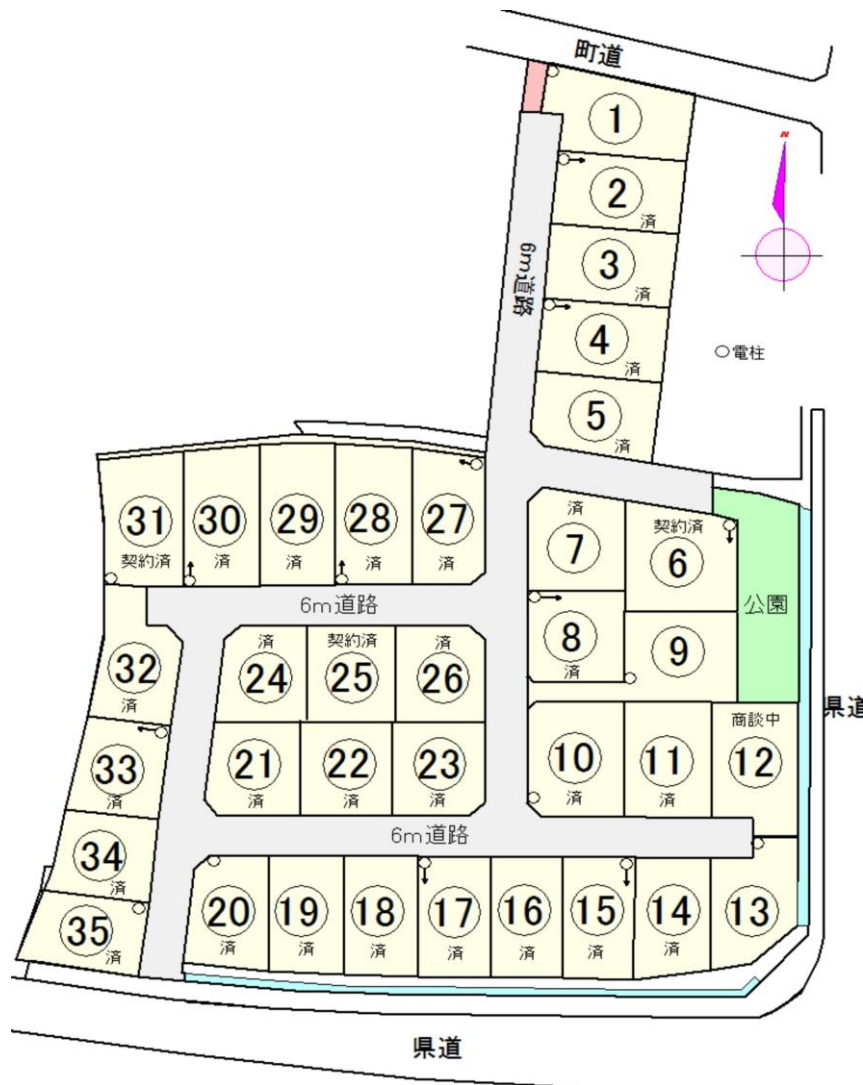 町道
①
N
②
済
6m道路
③
済
④
済
○電柱
⑤
済
済
⑦
契約済
⑥
㉛
契約済
㉚
済
㉙
済
㉘
済
㉗
済
6m道路
公園
⑧
済
⑨
済
㉔
契約済
㉕
済
㉖
㉜
済
県道
商談中
⑫
㉝
済
㉑
済
㉒
済
㉓
済
⑩
済
⑪
済
6m道路
㉞
済
㉟
済
⑳
済
⑲
済
⑱
済
⑰
済
⑯
済
⑮
済
⑭
済
⑬
県道